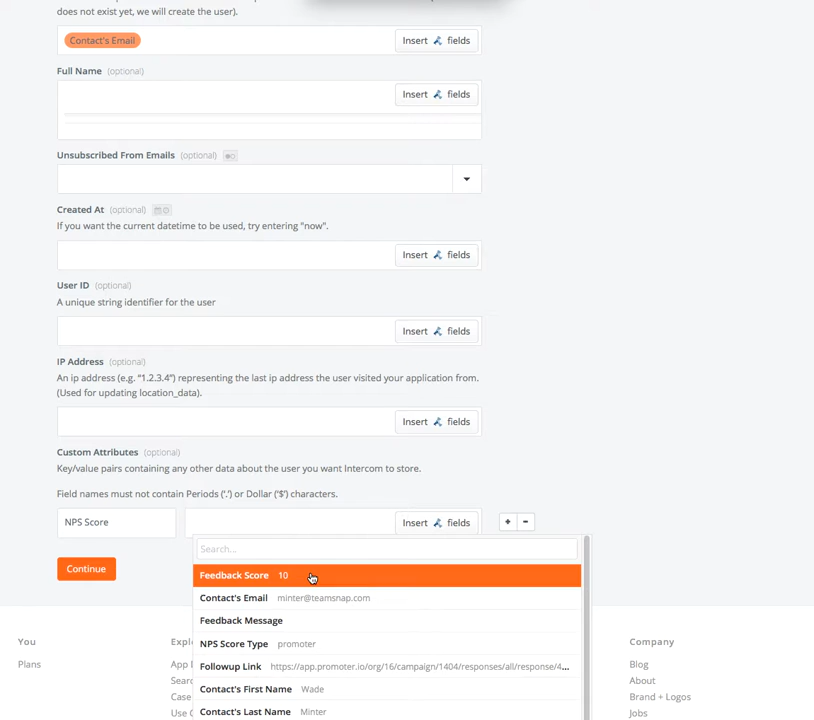 does not exist yet, we will create the user).
Contact's Email
Insert fields
Full Name (optional)
Insert fields
Unsubscribed From Emails (optional)
Created At (optional)
If you want the current datetime to be used, try entering "now".
Insert fields
User ID (optional)
A unique string identifier for the user
Insert fields
IP Address (optional)
An ip address (e.g. “1.2.3.4”) representing the last ip address the user visited your application from.
(Used for updating location_data).
Insert fields
Custom Attributes (optional)
Key/value pairs containing any other data about the user you want Intercom to store.
Field names must not contain Periods ('.') or Dollar ('$') characters.
NPS Score
Insert fields
+ -
Search...
Continue
Feedback Score 10
Contact's Email minter@teamsnap.com
Feedback Message
NPS Score Type promoter
Followup Link https://app.promoter.io/org/16/campaign/1404/responses/all/response/4...
Contact's First Name Wade
Contact's Last Name Minter
You
Plans
Explo
App D
Searc
Case
Use C
Company
Blog
About
Brand + Logos
Jobs